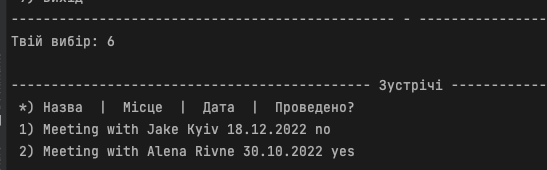 *) Вихід
------------------------------------------------ - ----------------
Твій вибір: 6
--------------------------------------------- Зустрічі ------------
*) Назва | Місце | Дата | Проведено?
1) Meeting with Jake Kyiv 18.12.2022 no
2) Meeting with Alena Rivne 30.10.2022 yes